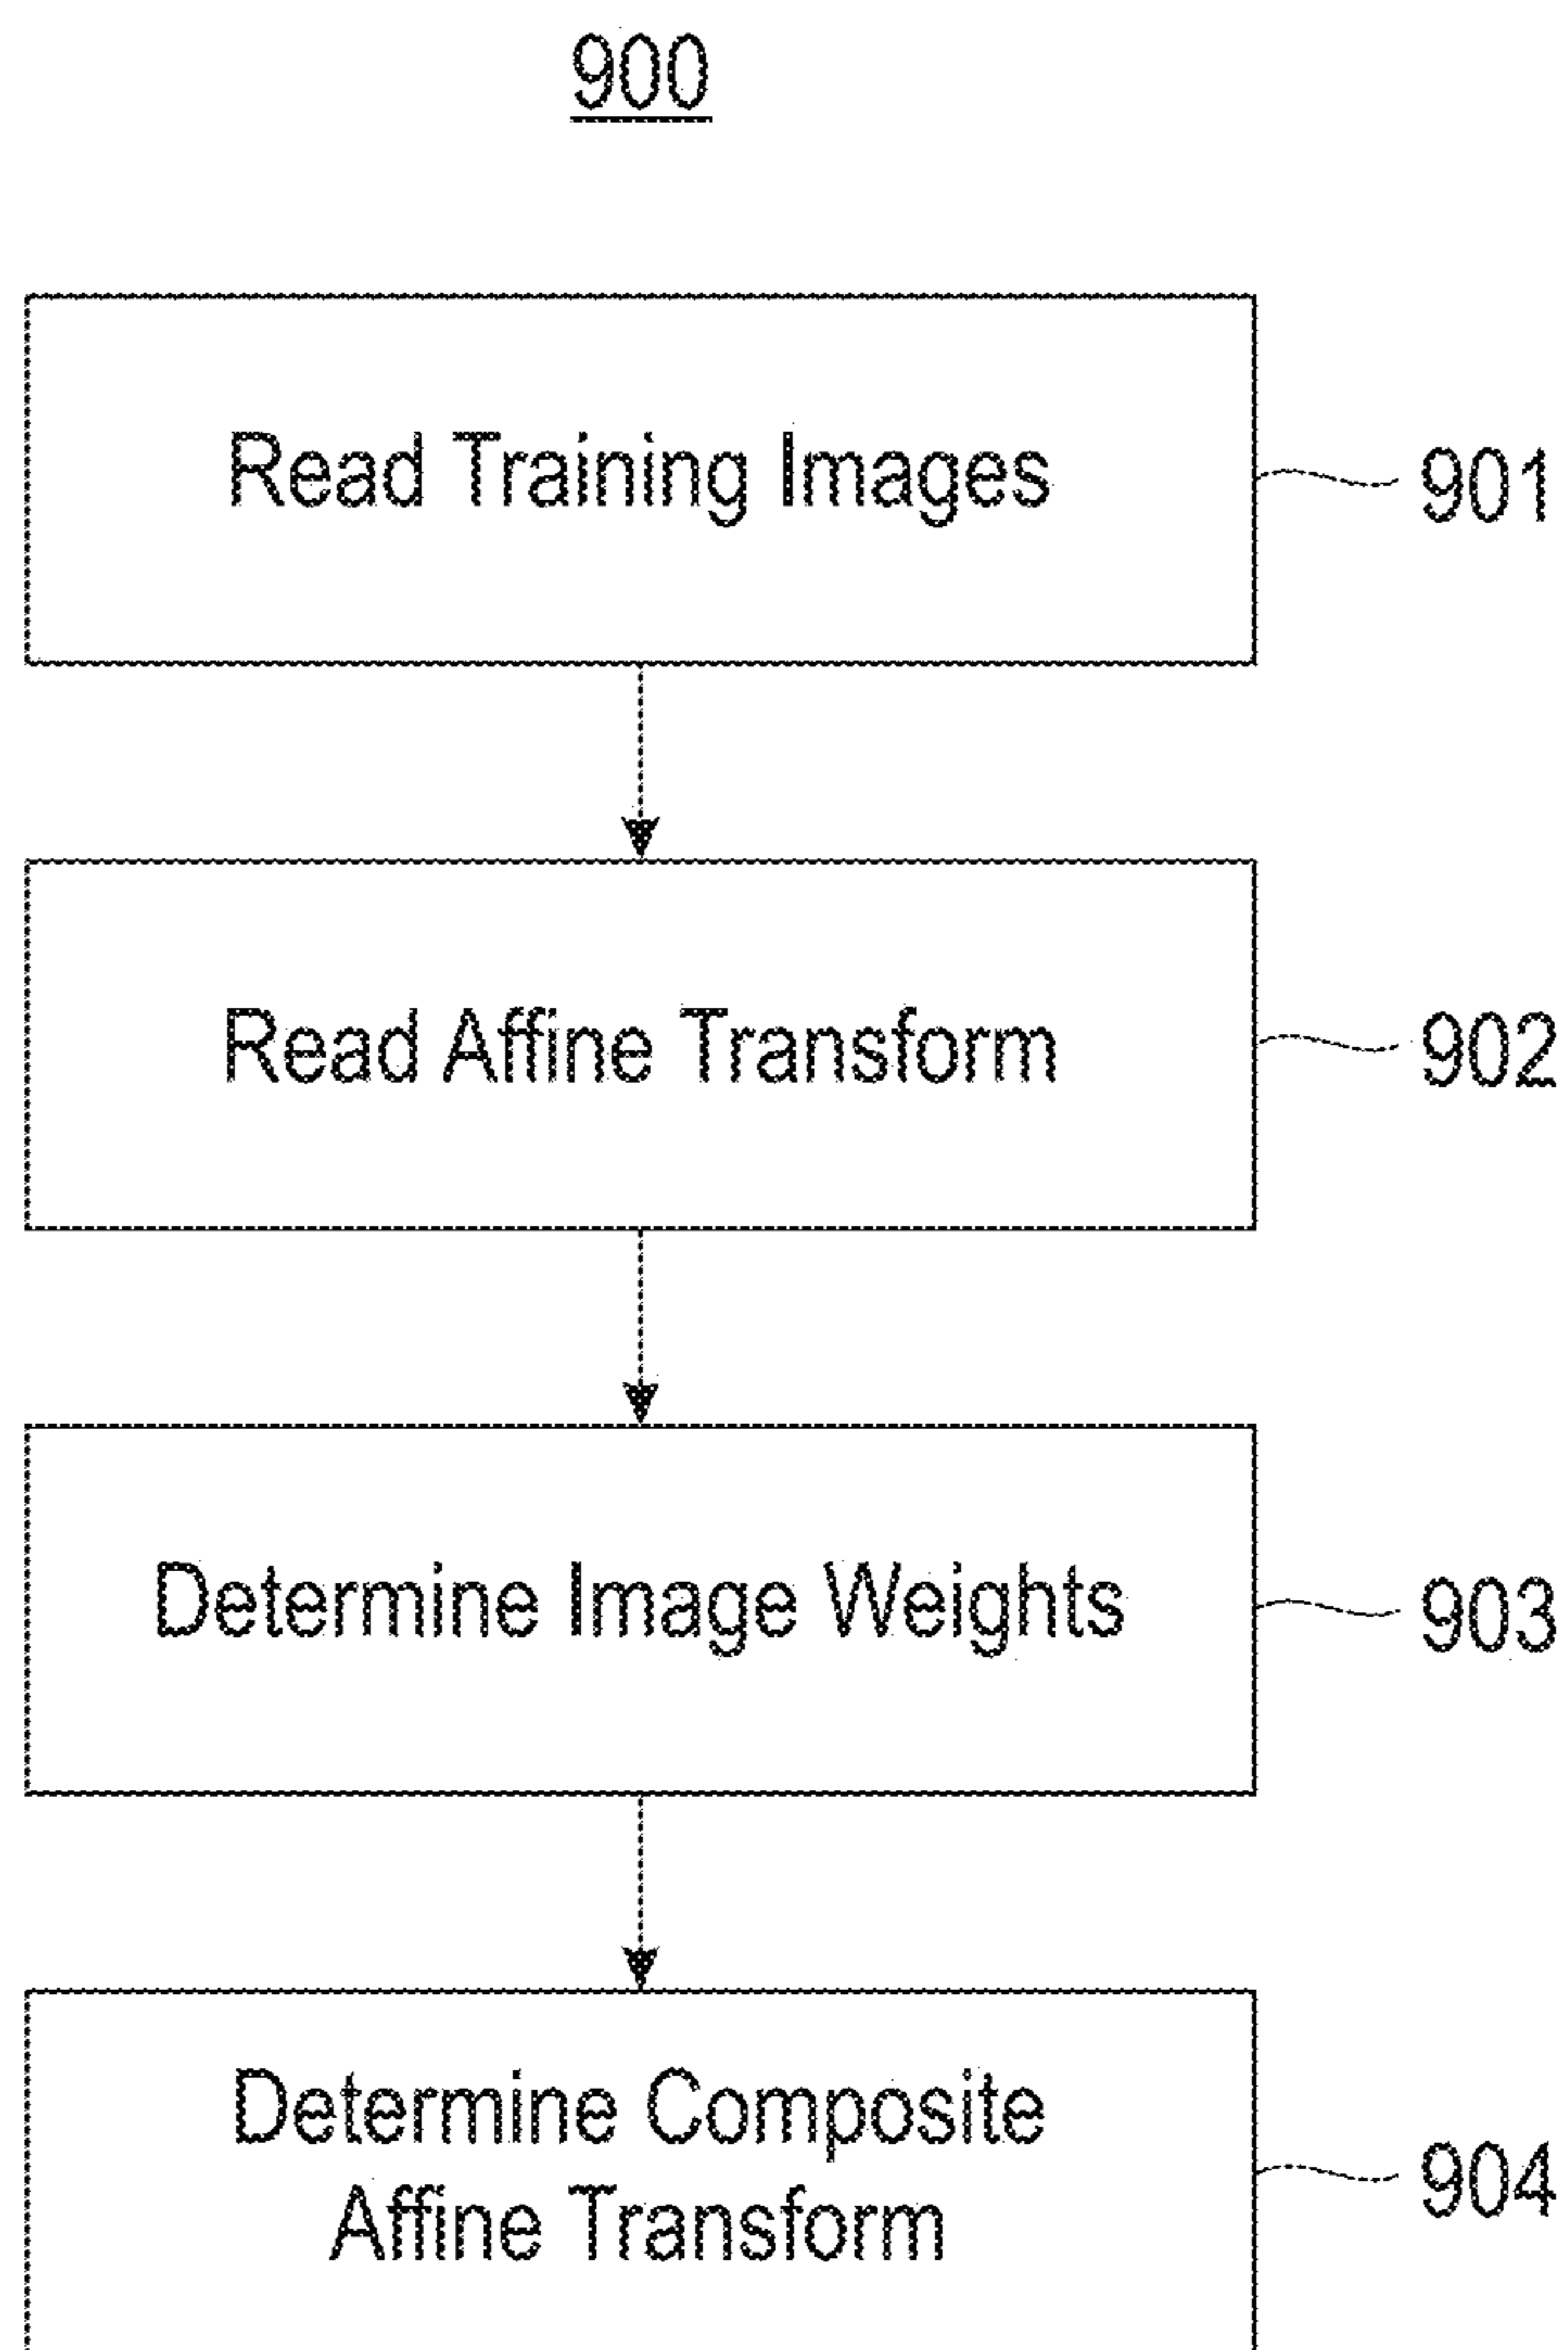 900
Read Training Images
901
Read Affine Transform
902
Determine Image Weights
903
Determine Composite
Affine Transform
904